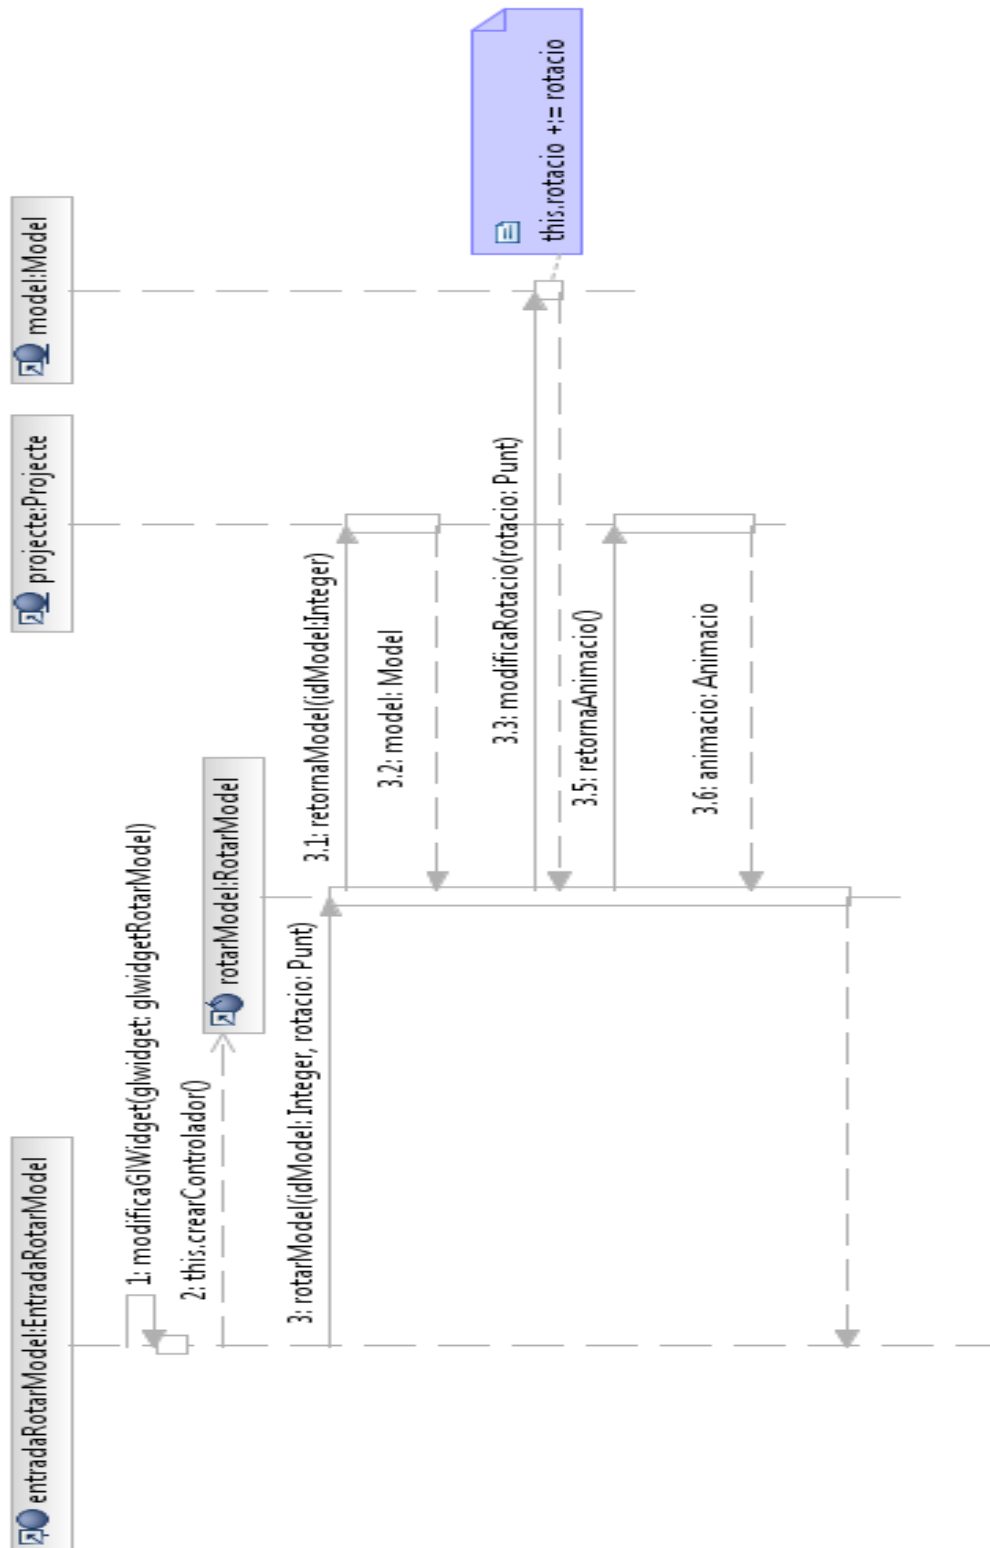 entradaRotarModel:EntradaRotarModel
projecte:Projecte
model:Model
1: modificaGlWidget(glwidget: glwidgetRotarModel)
2: this.crearControlador()
rotarModel:RotarModel
3: rotarModel(idModel: Integer, rotacio: Punt)
3.1: retornaModel(idModel:Integer)
3.2: model: Model
3.3: modificaRotacio(rotacio: Punt)
this.rotacio +:= rotacio
3.5: retornaAnimacio()
3.6: animacio: Animacio